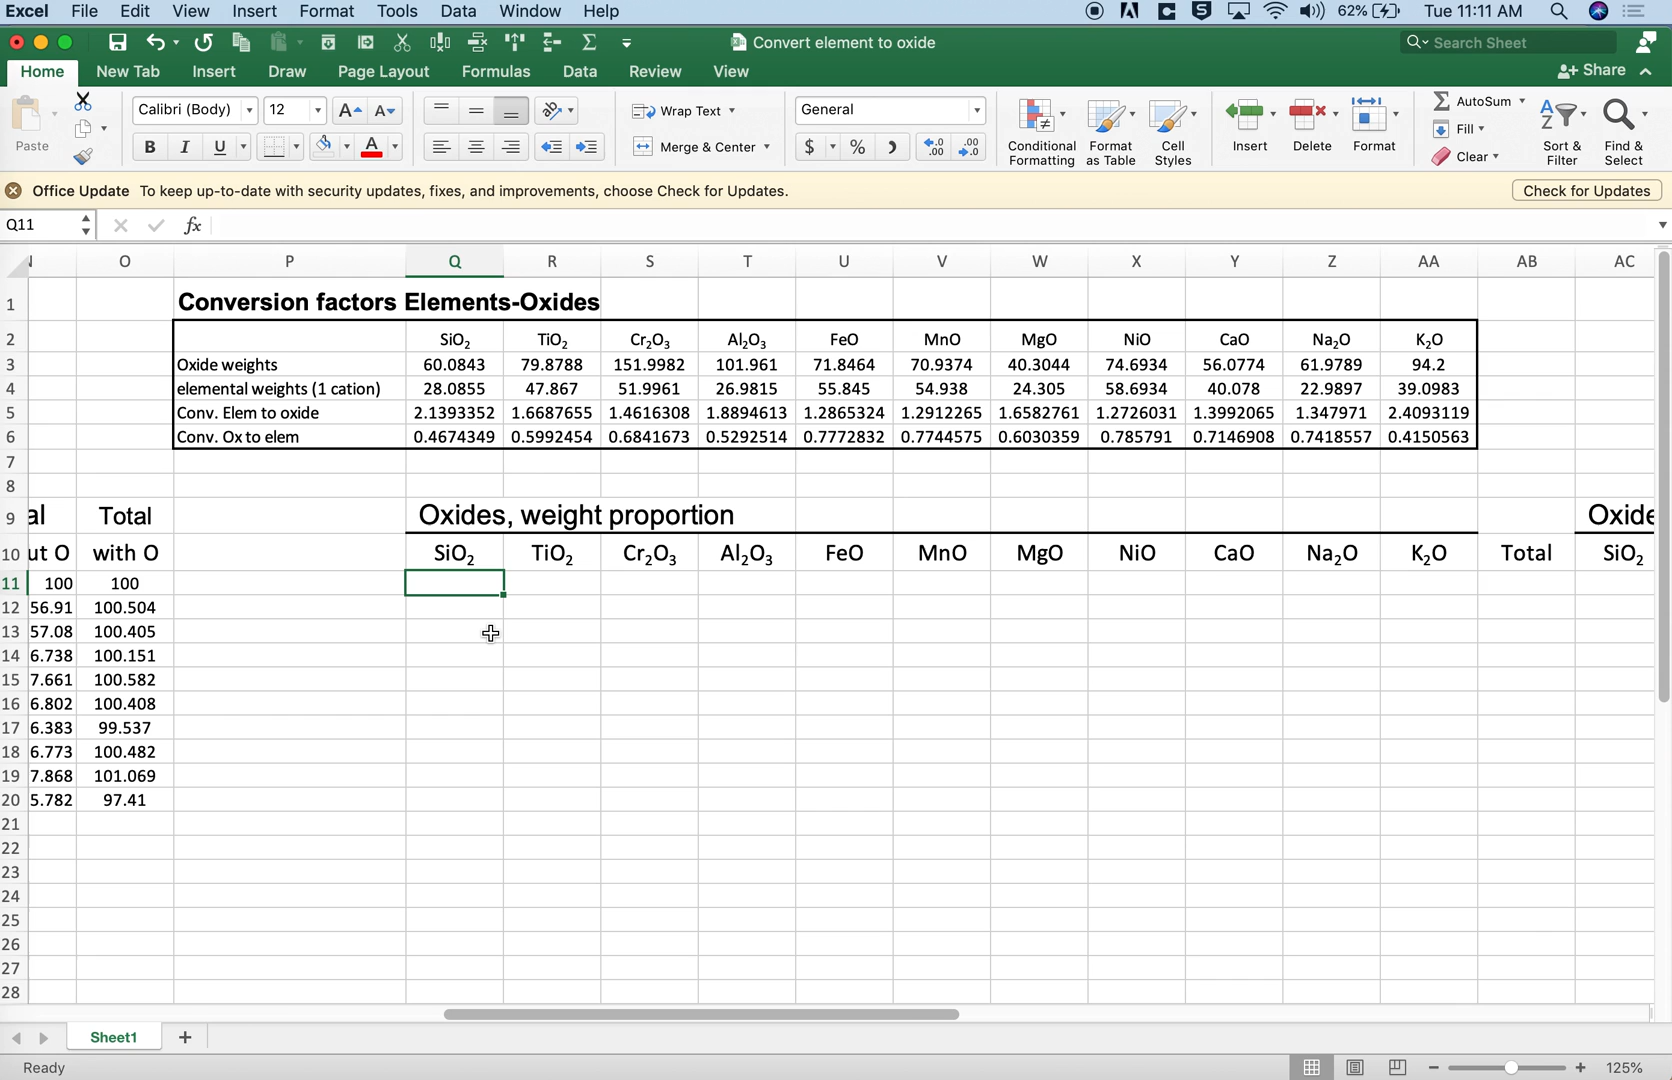 Excel File Edit View Insert Format Tools Data Window Help 62% Tue 11:11 AM
Convert element to oxide Search Sheet
Home New Tab Insert Draw Page Layout Formulas Data Review View Share
Paste Calibri (Body) 12 A A Wrap Text General Conditional Formatting Format as Table Cell Styles Insert Delete Format AutoSum Fill Clear Sort & Filter Find & Select
B I U A Merge & Center $ % )
Office Update To keep up-to-date with security updates, fixes, and improvements, choose Check for Updates. Check for Updates
Q11 fx
O P Q R S T U V W X Y Z AA AB AC
1 Conversion factors Elements-Oxides
2 SiO₂ TiO₂ Cr₂O₃ Al₂O₃ FeO MnO MgO NiO CaO Na₂O K₂O
3 Oxide weights 60.0843 79.8788 151.9982 101.961 71.8464 70.9374 40.3044 74.6934 56.0774 61.9789 94.2
4 elemental weights (1 cation) 28.0855 47.867 51.9961 26.9815 55.845 54.938 24.305 58.6934 40.078 22.9897 39.0983
5 Conv. Elem to oxide 2.1393352 1.6687655 1.4616308 1.8894613 1.2865324 1.2912265 1.6582761 1.2726031 1.3992065 1.347971 2.4093119
6 Conv. Ox to elem 0.4674349 0.5992454 0.6841673 0.5292514 0.7772832 0.7744575 0.6030359 0.785791 0.7146908 0.7418557 0.4150563
7
8
9 al Total Oxides, weight proportion Oxide
10 ut O with O SiO₂ TiO₂ Cr₂O₃ Al₂O₃ FeO MnO MgO NiO CaO Na₂O K₂O Total SiO₂
11 100 100
12 56.91 100.504
13 57.08 100.405
14 6.738 100.151
15 7.661 100.582
16 6.802 100.408
17 6.383 99.537
18 6.773 100.482
19 7.868 101.069
20 5.782 97.41
21
22
23
24
25
26
27
28
Sheet1 +
Ready 125%